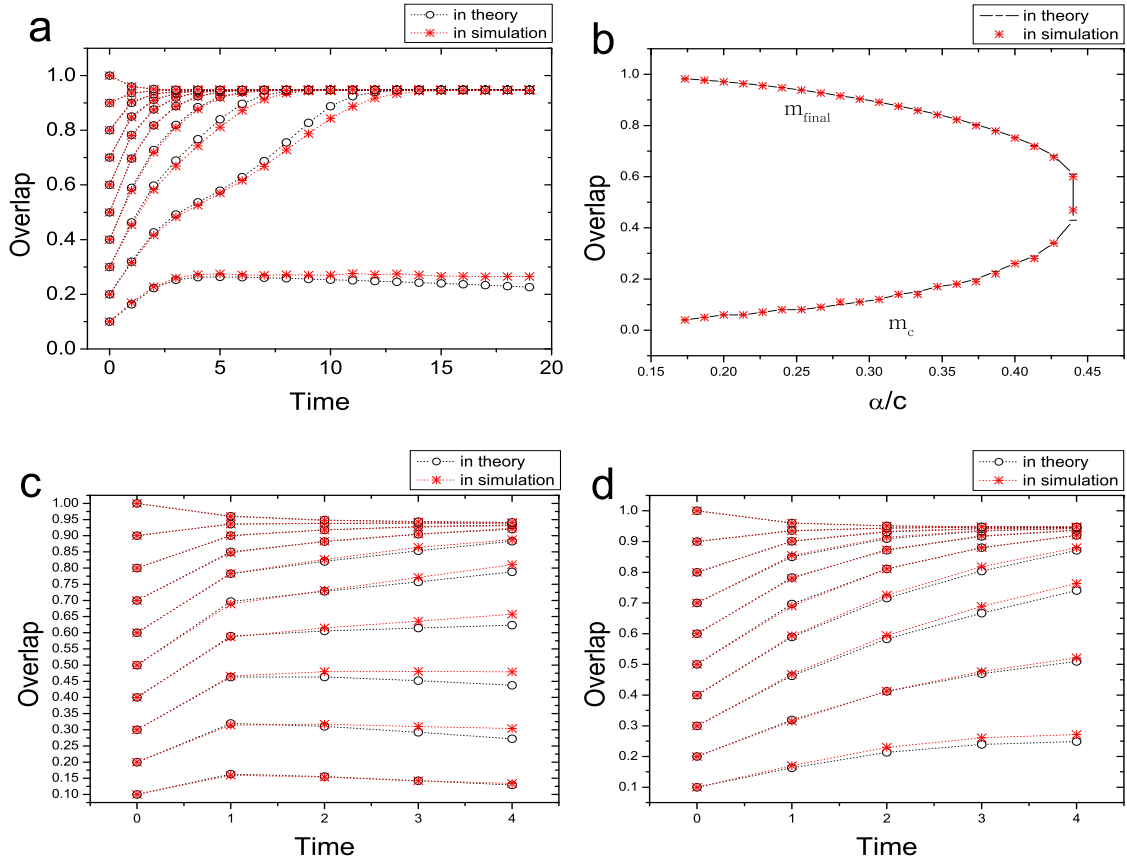 a
in theory
in simulation
1.0
0.8
0.6
0.4
0.2
0.0
Overlap
0 5 10 15 20
Time
b
in theory
in simulation
1.0
0.8
0.6
0.4
0.2
0.0
Overlap
m_final
m_c
0.15 0.20 0.25 0.30 0.35 0.40 0.45
α/c
c
in theory
in simulation
1.00
0.95
0.90
0.85
0.80
0.75
0.70
0.65
0.60
0.55
0.50
0.45
0.40
0.35
0.30
0.25
0.20
0.15
0.10
Overlap
0 1 2 3 4
Time
d
in theory
in simulation
1.0
0.9
0.8
0.7
0.6
0.5
0.4
0.3
0.2
0.1
Overlap
0 1 2 3 4
Time